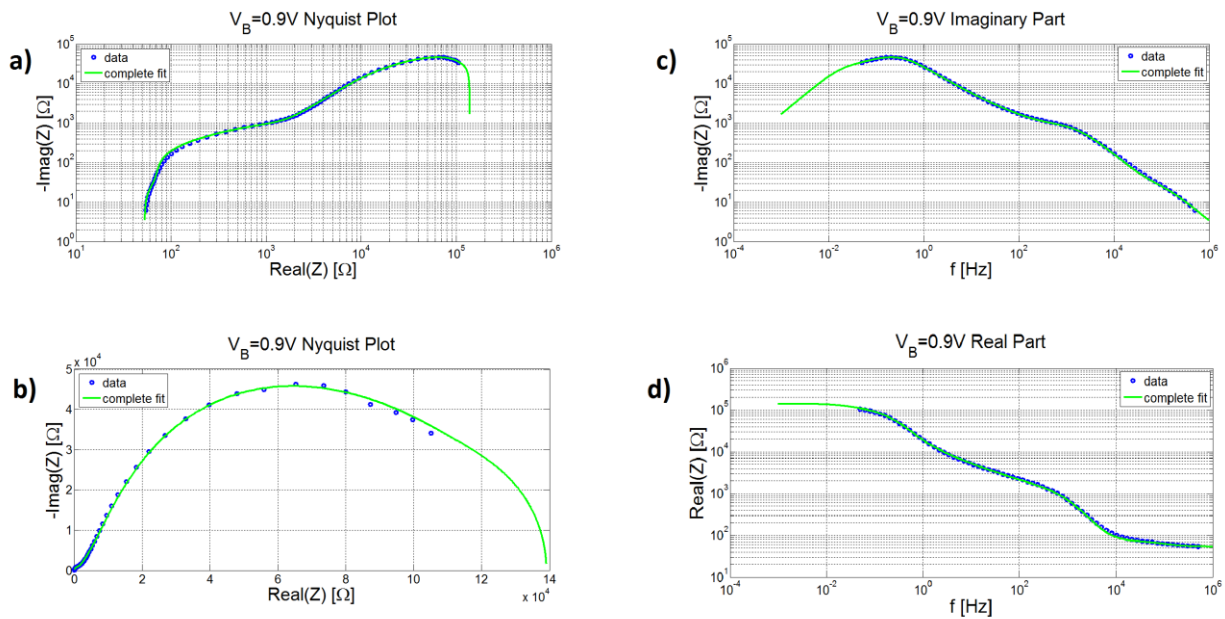 a)
V_B=0.9V Nyquist Plot
10^5
10^4
10^3
10^2
10^1
10^0
-Imag(Z) [Ω]
data
complete fit
10^1 10^2 10^3 10^4 10^5 10^6
Real(Z) [Ω]
c)
V_B=0.9V Imaginary Part
10^5
10^4
10^3
10^2
10^1
10^0
-Imag(Z) [Ω]
data
complete fit
10^-4 10^-2 10^0 10^2 10^4 10^6
f [Hz]
b)
V_B=0.9V Nyquist Plot
x 10^4
5
4
3
2
1
0
-Imag(Z) [Ω]
data
complete fit
0 2 4 6 8 10 12 14
Real(Z) [Ω]
x 10^4
d)
V_B=0.9V Real Part
10^6
10^5
10^4
10^3
10^2
10^1
Real(Z) [Ω]
data
complete fit
10^-4 10^-2 10^0 10^2 10^4 10^6
f [Hz]